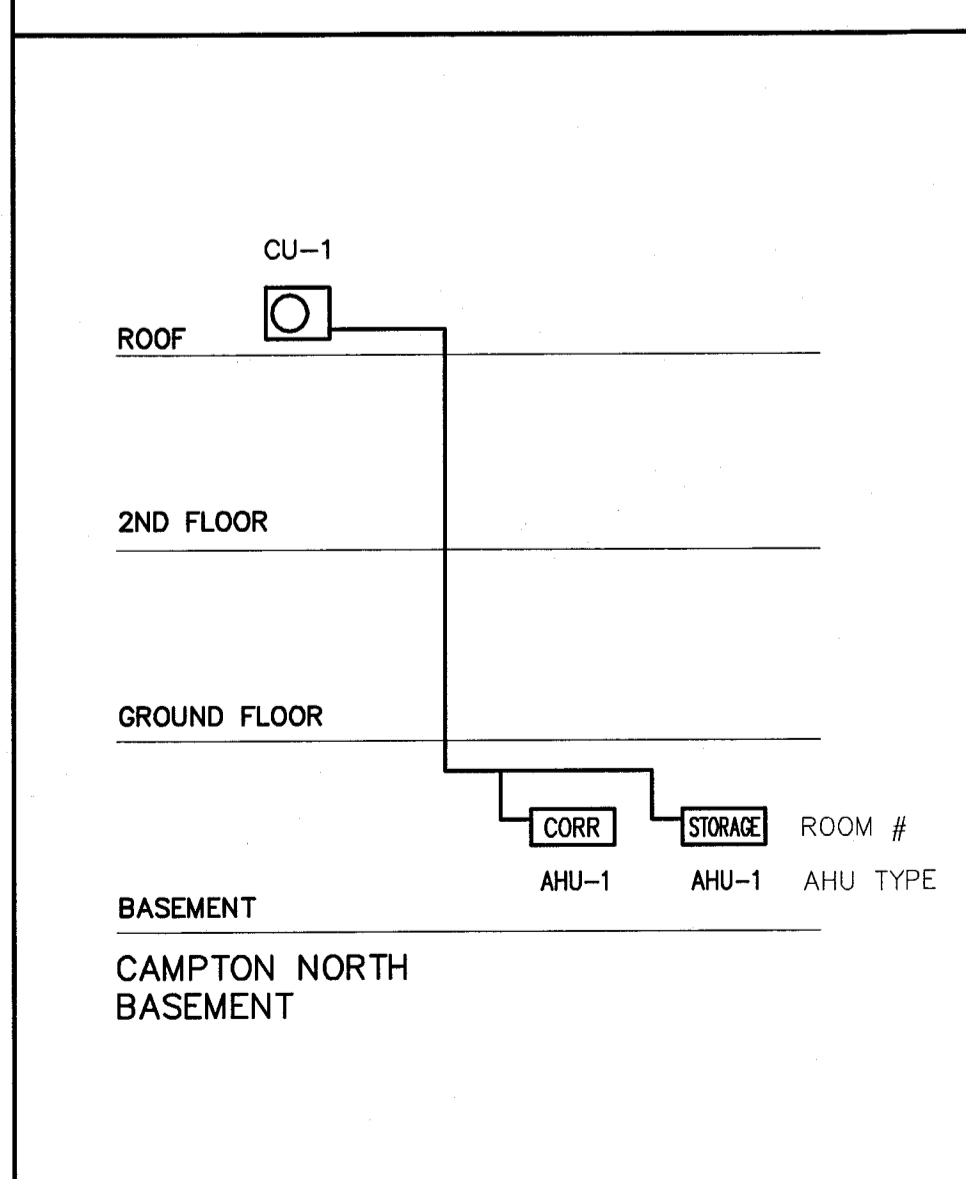 CU-1
ROOF
2ND FLOOR
GROUND FLOOR
CORR STORAGE ROOM #
AHU-1 AHU-1 AHU TYPE
BASEMENT
CAMPTON NORTH
BASEMENT